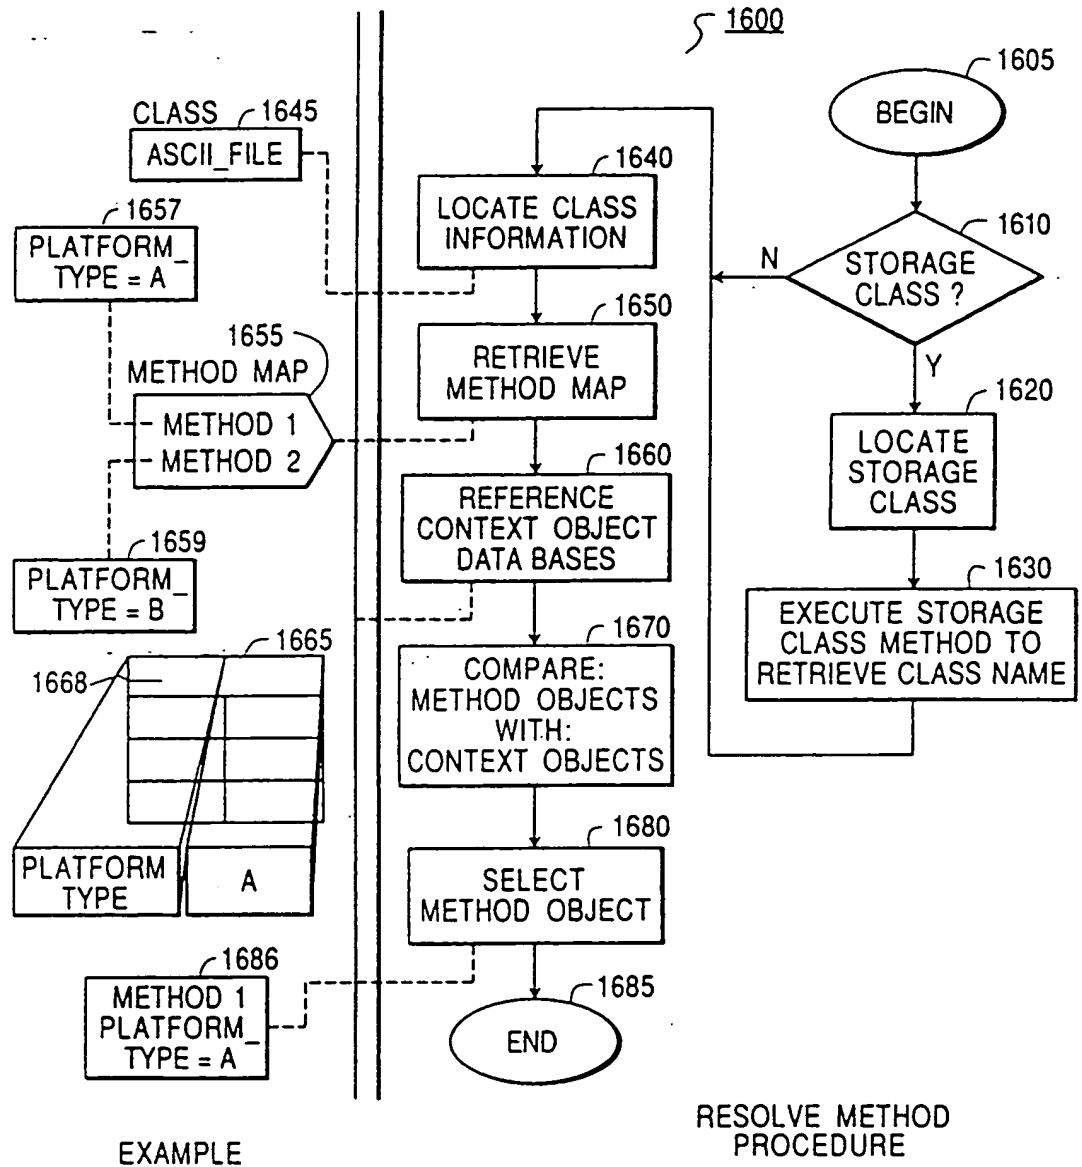 1600
1605
BEGIN
CLASS
1645
ASCII_FILE
1640
LOCATE CLASS
INFORMATION
1610
STORAGE
CLASS ?
N
Y
1657
PLATFORM_
TYPE = A
1650
RETRIEVE
METHOD MAP
1655
METHOD MAP
METHOD 1
METHOD 2
1620
LOCATE
STORAGE
CLASS
1660
REFERENCE
CONTEXT OBJECT
DATA BASES
1659
PLATFORM_
TYPE = B
1630
EXECUTE STORAGE
CLASS METHOD TO
RETRIEVE CLASS NAME
1665
1668
1670
COMPARE:
METHOD OBJECTS
WITH:
CONTEXT OBJECTS
PLATFORM
TYPE
A
1680
SELECT
METHOD OBJECT
1686
METHOD 1
PLATFORM_
TYPE = A
1685
END
EXAMPLE
RESOLVE METHOD
PROCEDURE